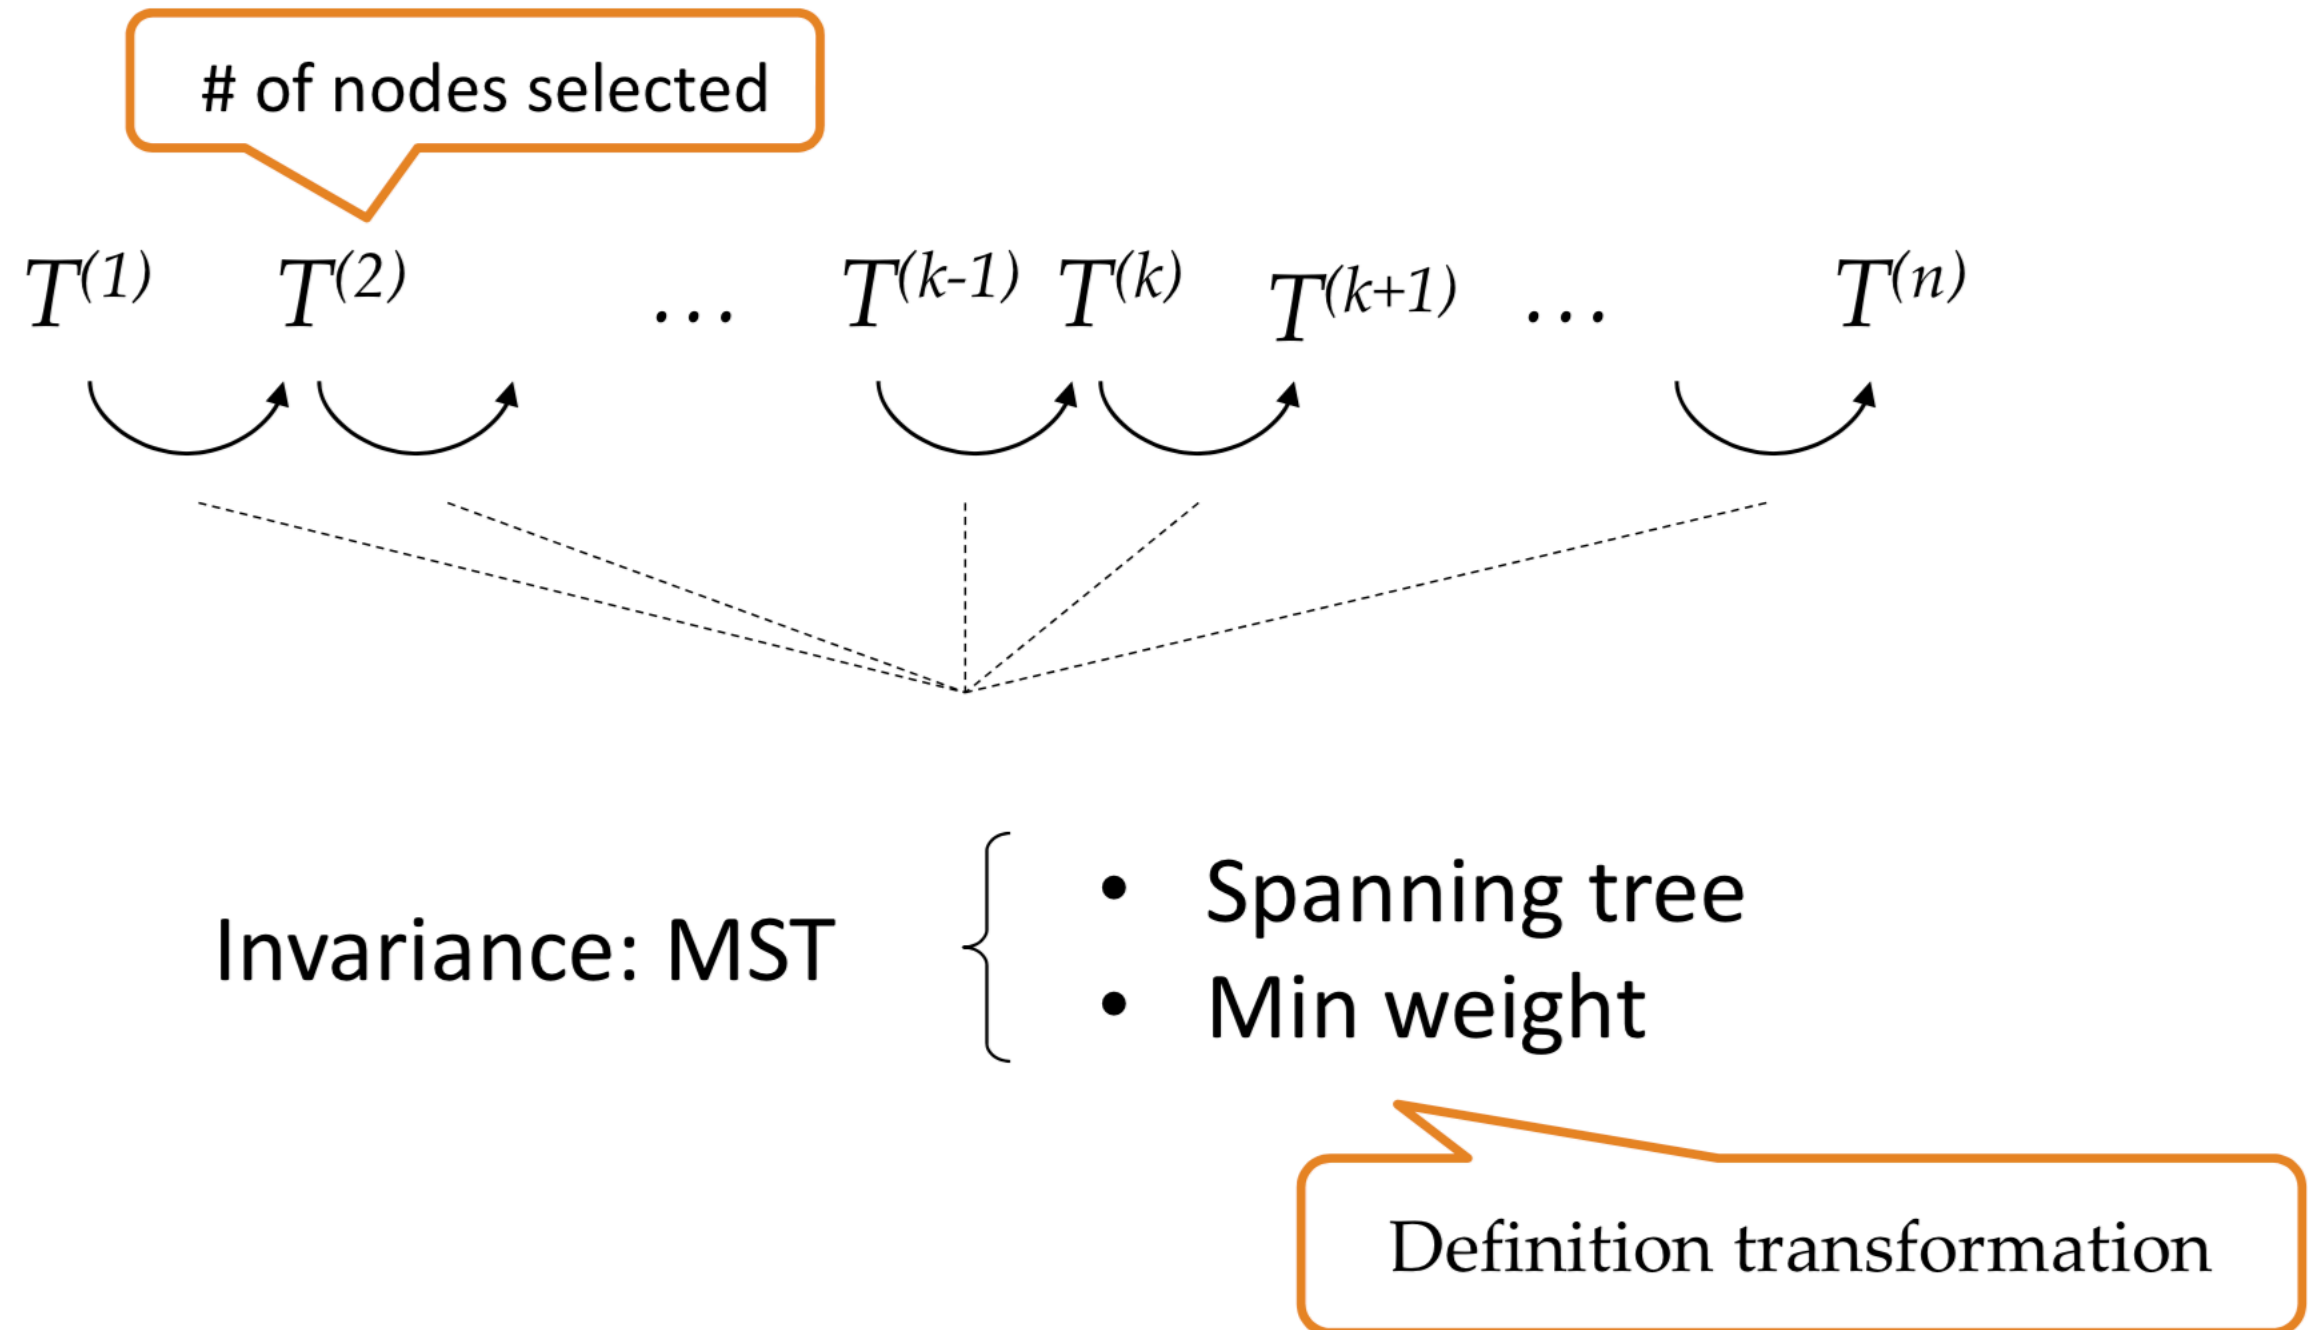 # of nodes selected
T(1) T(2) … T(k-1) T(k) T(k+1) … T(n)
Invariance: MST
• Spanning tree
• Min weight
Definition transformation